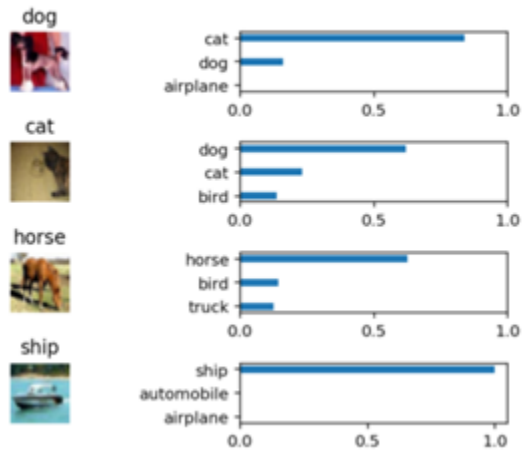 dog
cat
dog
airplane
0.0 0.5 1.0
cat
dog
cat
bird
0.0 0.5 1.0
horse
horse
bird
truck
0.0 0.5 1.0
ship
ship
automobile
airplane
0.0 0.5 1.0